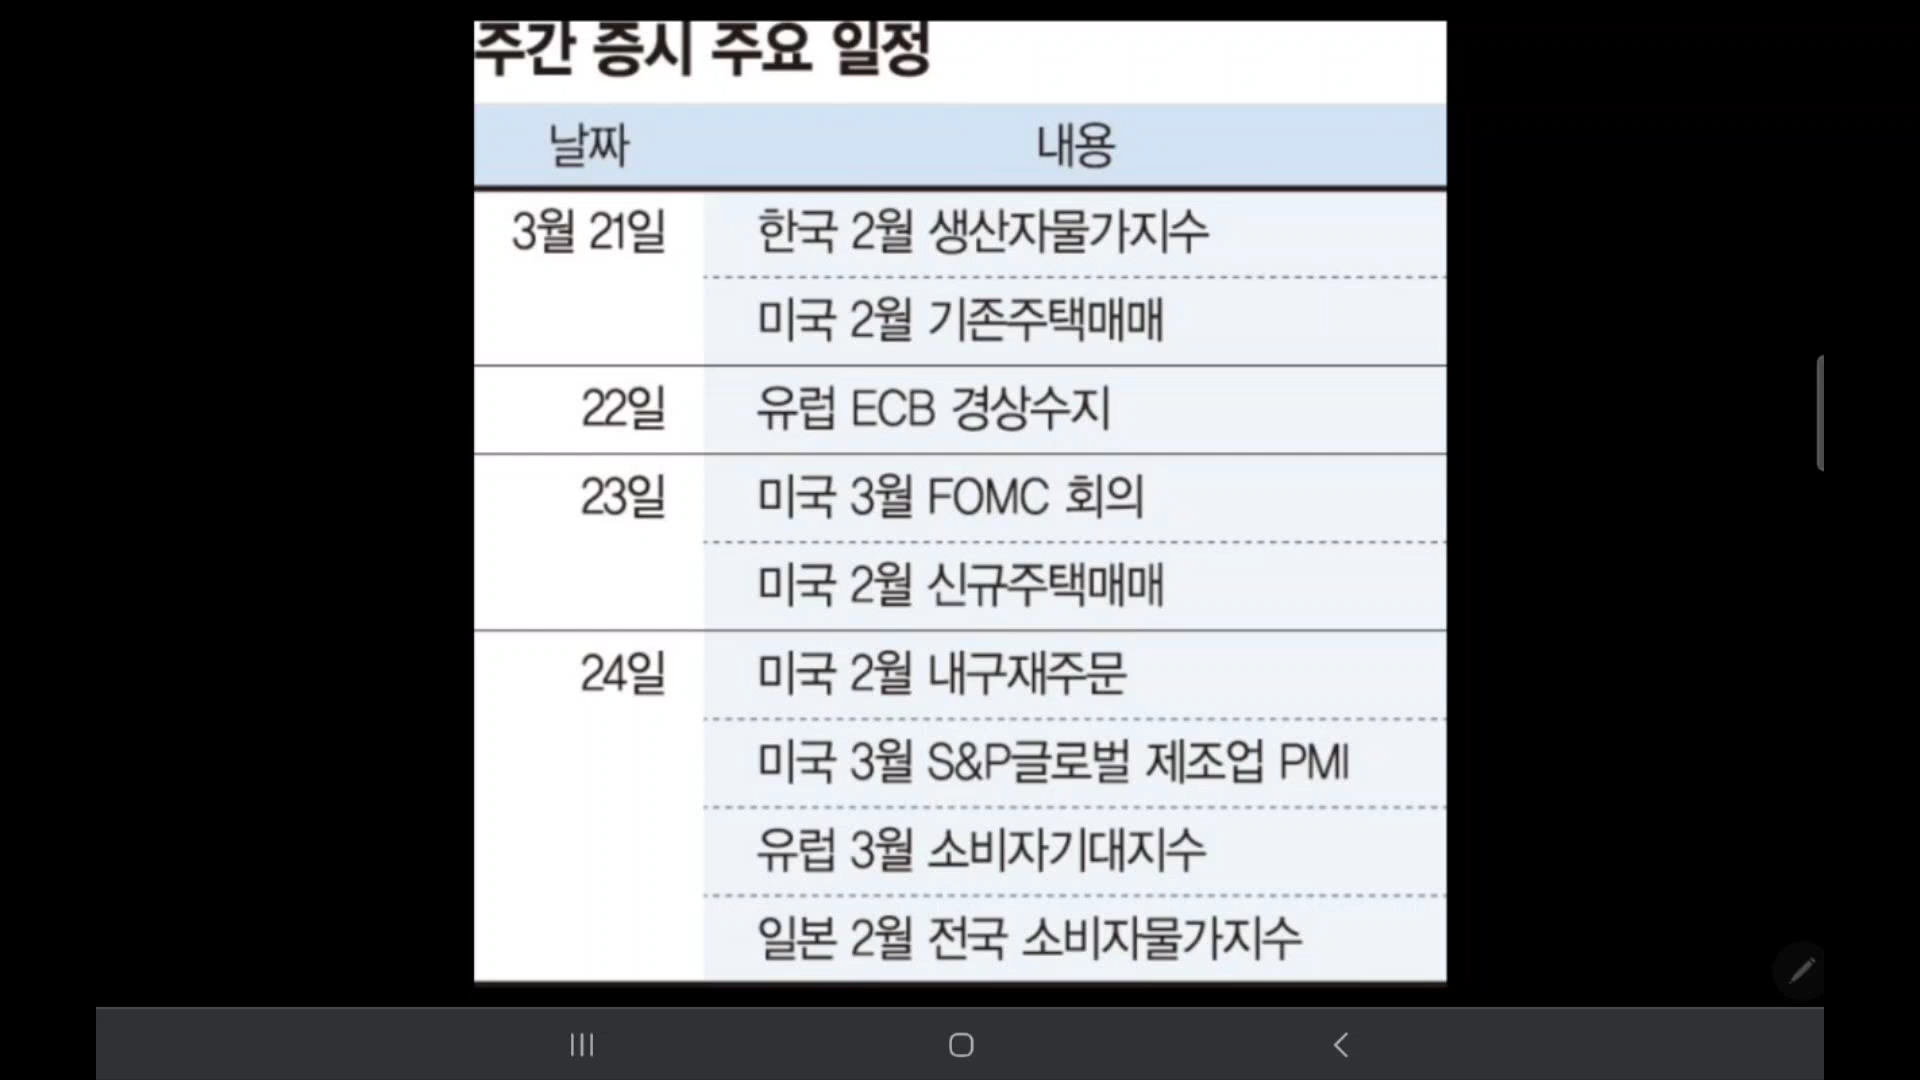 주간 증시 주요 일정
날짜 내용
3월 21일 한국 2월 생산자물가지수
미국 2월 기존주택매매
22일 유럽 ECB 경상수지
23일 미국 3월 FOMC 회의
미국 2월 신규주택매매
24일 미국 2월 내구재주문
미국 3월 S&P글로벌 제조업 PMI
유럽 3월 소비자기대지수
일본 2월 전국 소비자물가지수